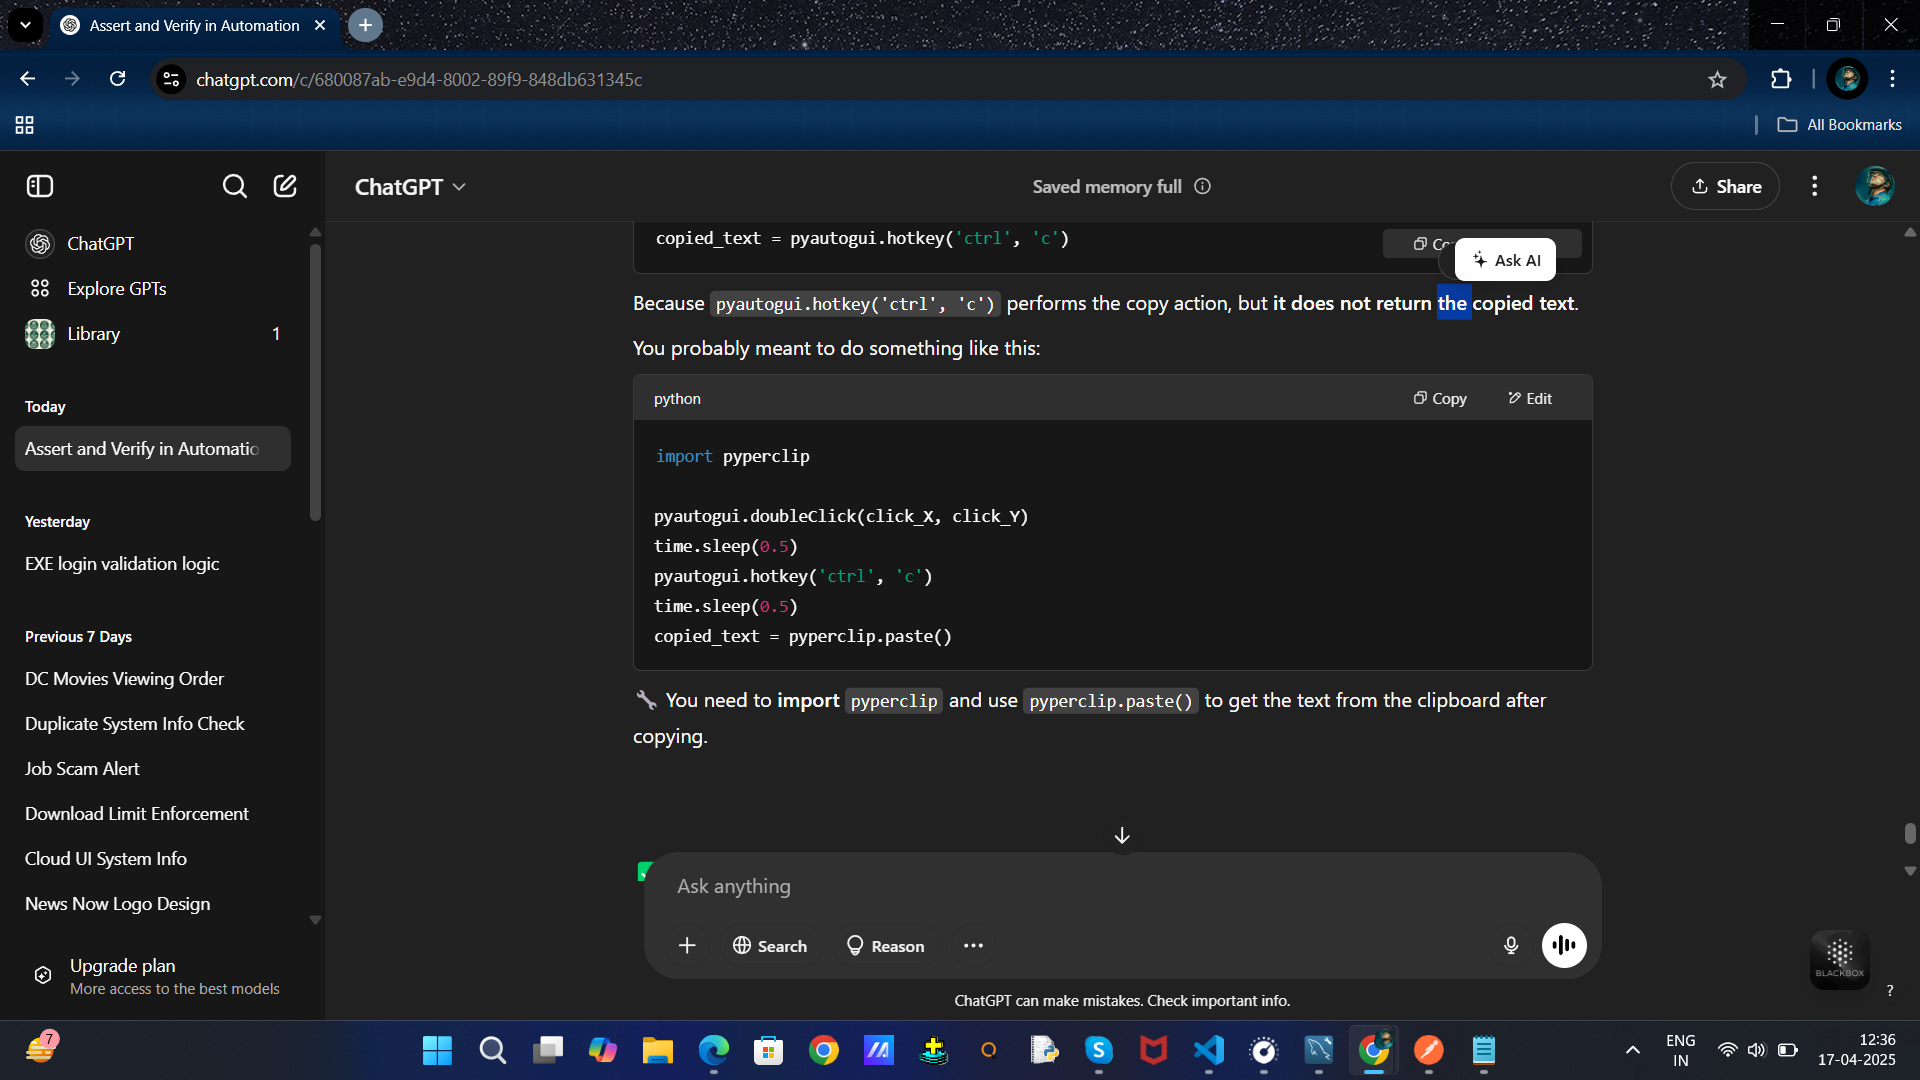 Assert and Verify in Automation
chatgpt.com/c/680087ab-e9d4-8002-89f9-848db631345c
All Bookmarks
ChatGPT
Saved memory full
Share
ChatGPT
Explore GPTs
Library 1
Today
Assert and Verify in Automatio
Yesterday
EXE login validation logic
Previous 7 Days
DC Movies Viewing Order
Duplicate System Info Check
Job Scam Alert
Download Limit Enforcement
Cloud UI System Info
News Now Logo Design
Upgrade plan
More access to the best models
copied_text = pyautogui.hotkey('ctrl', 'c')
Ask AI
Because pyautogui.hotkey('ctrl', 'c') performs the copy action, but it does not return the copied text.
You probably meant to do something like this:
python Copy Edit
import pyperclip
pyautogui.doubleClick(click_X, click_Y)
time.sleep(0.5)
pyautogui.hotkey('ctrl', 'c')
time.sleep(0.5)
copied_text = pyperclip.paste()
You need to import pyperclip and use pyperclip.paste() to get the text from the clipboard after
copying.
Ask anything
Search Reason
BLACKBOX
?
ChatGPT can make mistakes. Check important info.
7
ENG
IN
12:36
17-04-2025